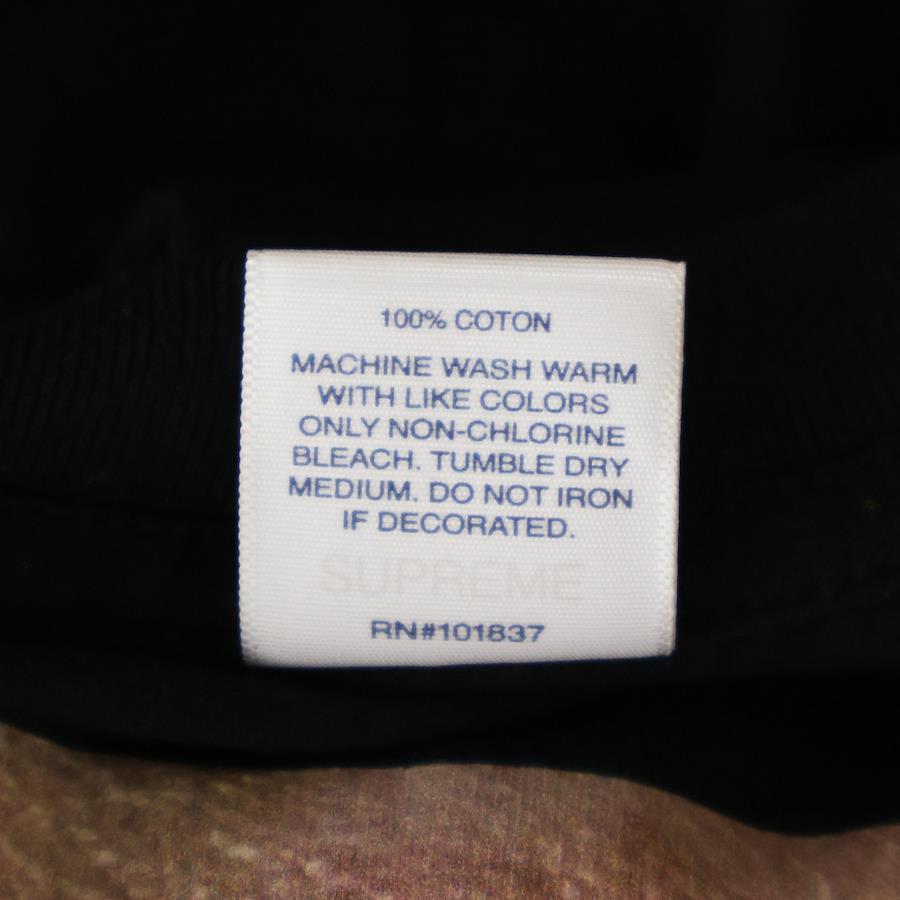 100% COTON
MACHINE WASH WARM
WITH LIKE COLORS
ONLY NON-CHLORINE
BLEACH. TUMBLE DRY
MEDIUM. DO NOT IRON
IF DECORATED.
SUPREME
RN#101837